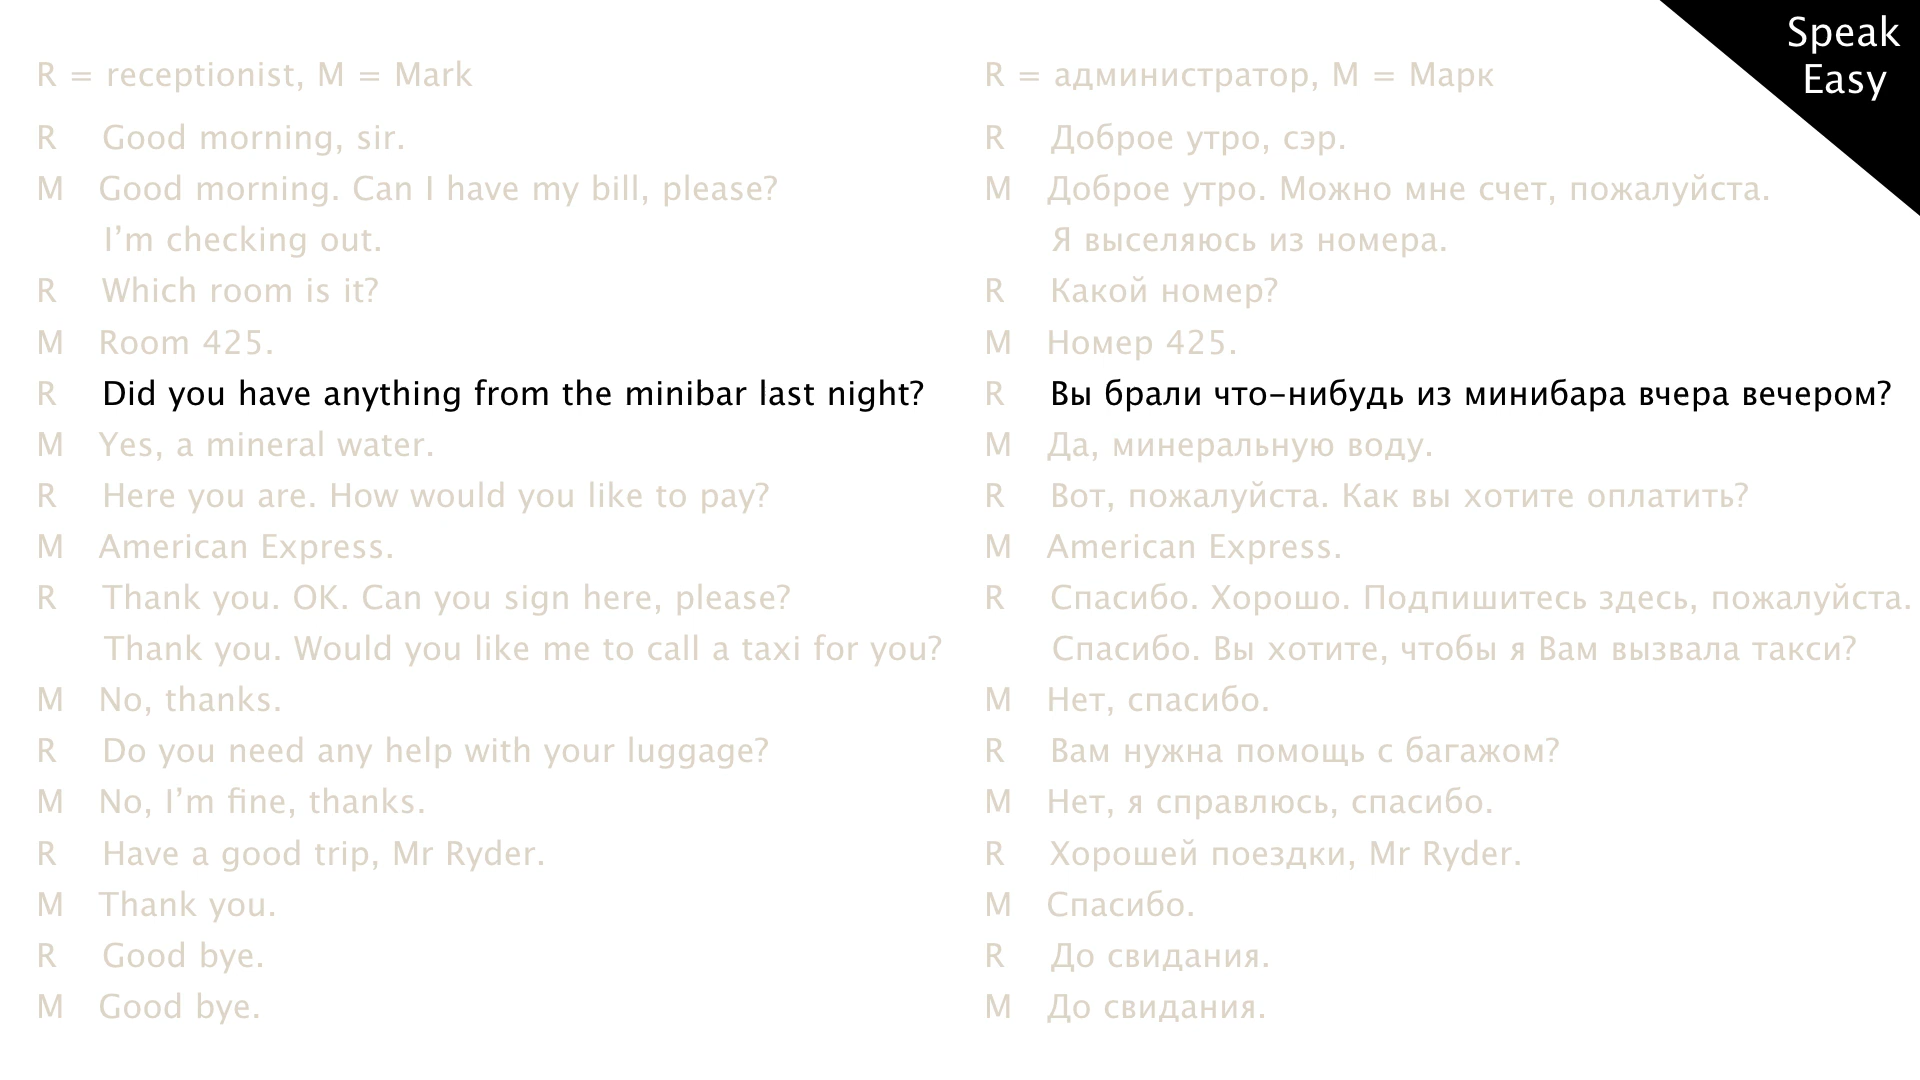 Speak
Easy
R = receptionist, M = Mark
R Good morning, sir.
M Good morning. Can I have my bill, please?
I’m checking out.
R Which room is it?
M Room 425.
R Did you have anything from the minibar last night?
M Yes, a mineral water.
R Here you are. How would you like to pay?
M American Express.
R Thank you. OK. Can you sign here, please?
Thank you. Would you like me to call a taxi for you?
M No, thanks.
R Do you need any help with your luggage?
M No, I’m fine, thanks.
R Have a good trip, Mr Ryder.
M Thank you.
R Good bye.
M Good bye.
R = администратор, М = Марк
R Доброе утро, сэр.
M Доброе утро. Можно мне счет, пожалуйста.
Я выселяюсь из номера.
R Какой номер?
M Номер 425.
R Вы брали что-нибудь из минибара вчера вечером?
M Да, минеральную воду.
R Вот, пожалуйста. Как вы хотите оплатить?
M American Express.
R Спасибо. Хорошо. Подпишитесь здесь, пожалуйста.
Спасибо. Вы хотите, чтобы я Вам вызвала такси?
M Нет, спасибо.
R Вам нужна помощь с багажом?
M Нет, я справлюсь, спасибо.
R Хорошей поездки, Mr Ryder.
M Спасибо.
R До свидания.
M До свидания.